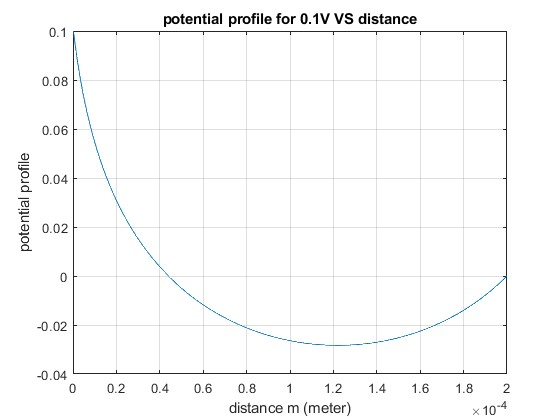 potential profile for 0.1V VS distance
0.1
0.08
0.06
0.04
0.02
0
-0.02
-0.04
potential profile
0 0.2 0.4 0.6 0.8 1 1.2 1.4 1.6 1.8 2
distance m (meter)
×10⁻⁴